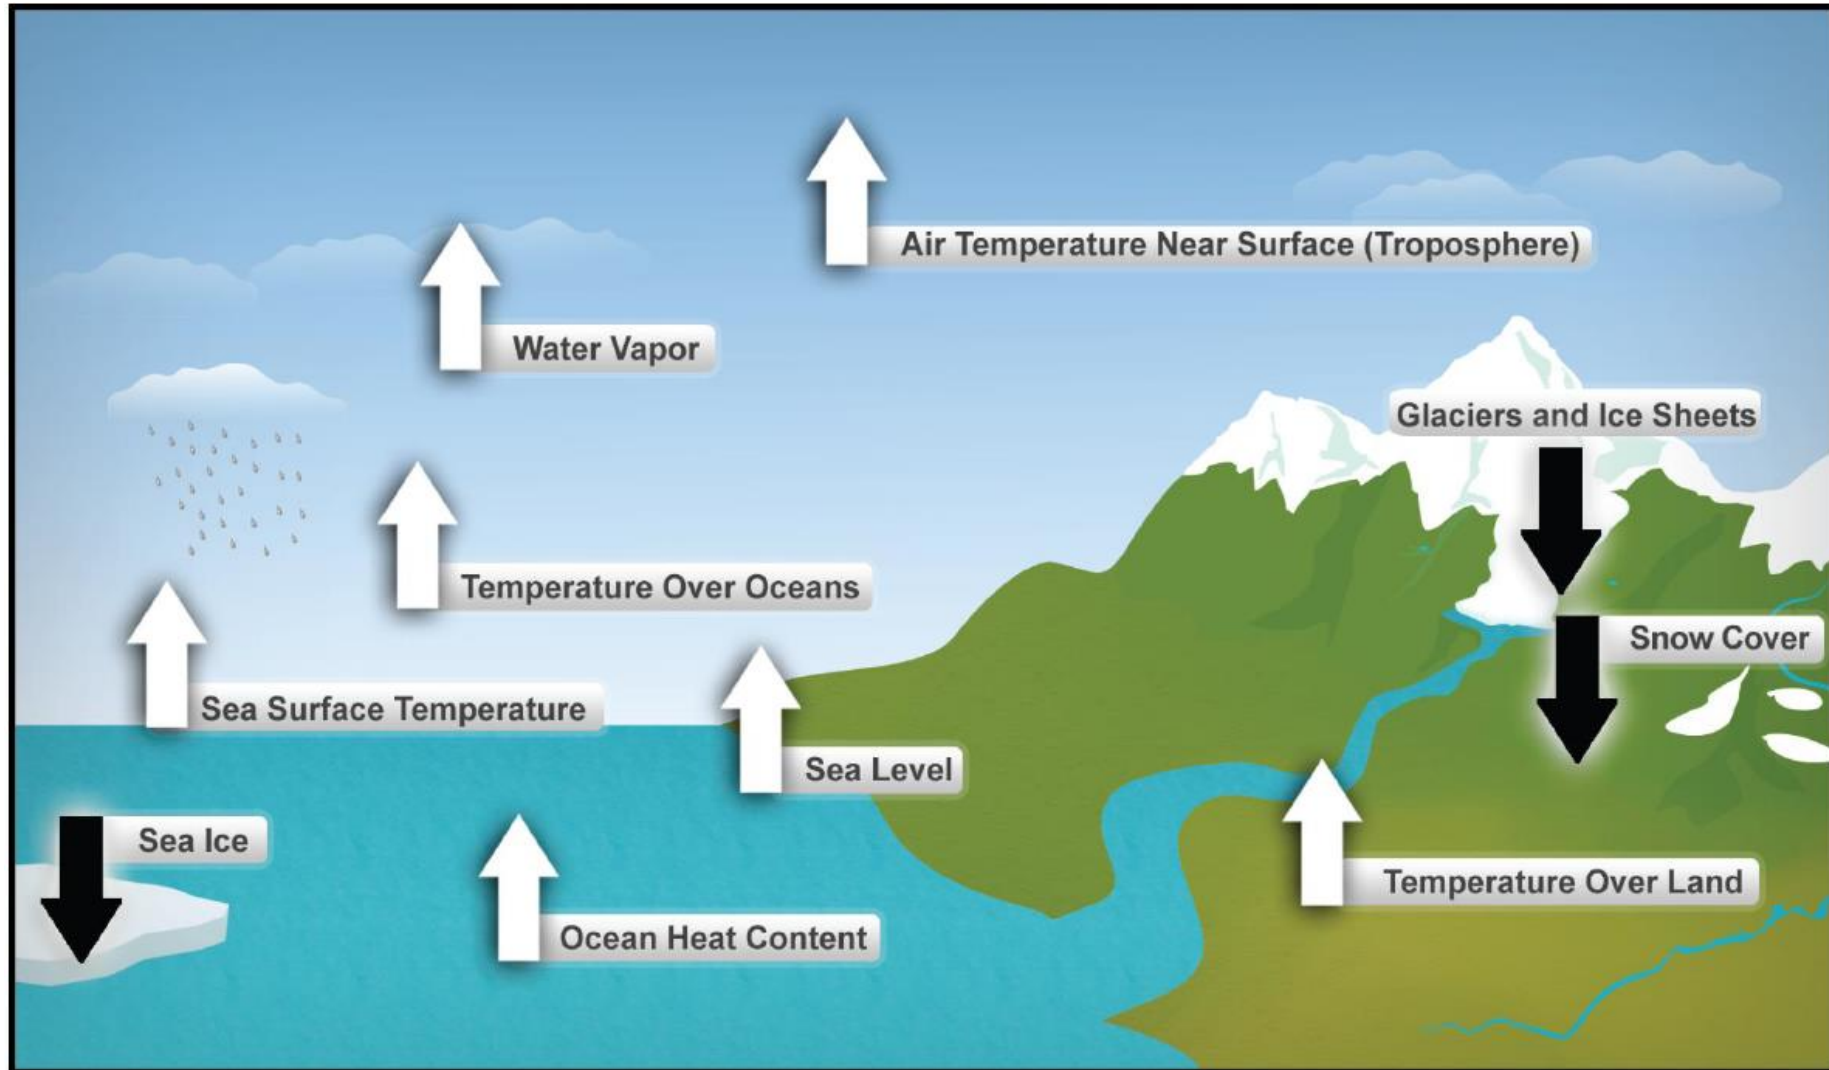 Air Temperature Near Surface (Troposphere)
Water Vapor
Glaciers and Ice Sheets
Temperature Over Oceans
Snow Cover
Sea Surface Temperature
Sea Level
Sea Ice
Temperature Over Land
Ocean Heat Content